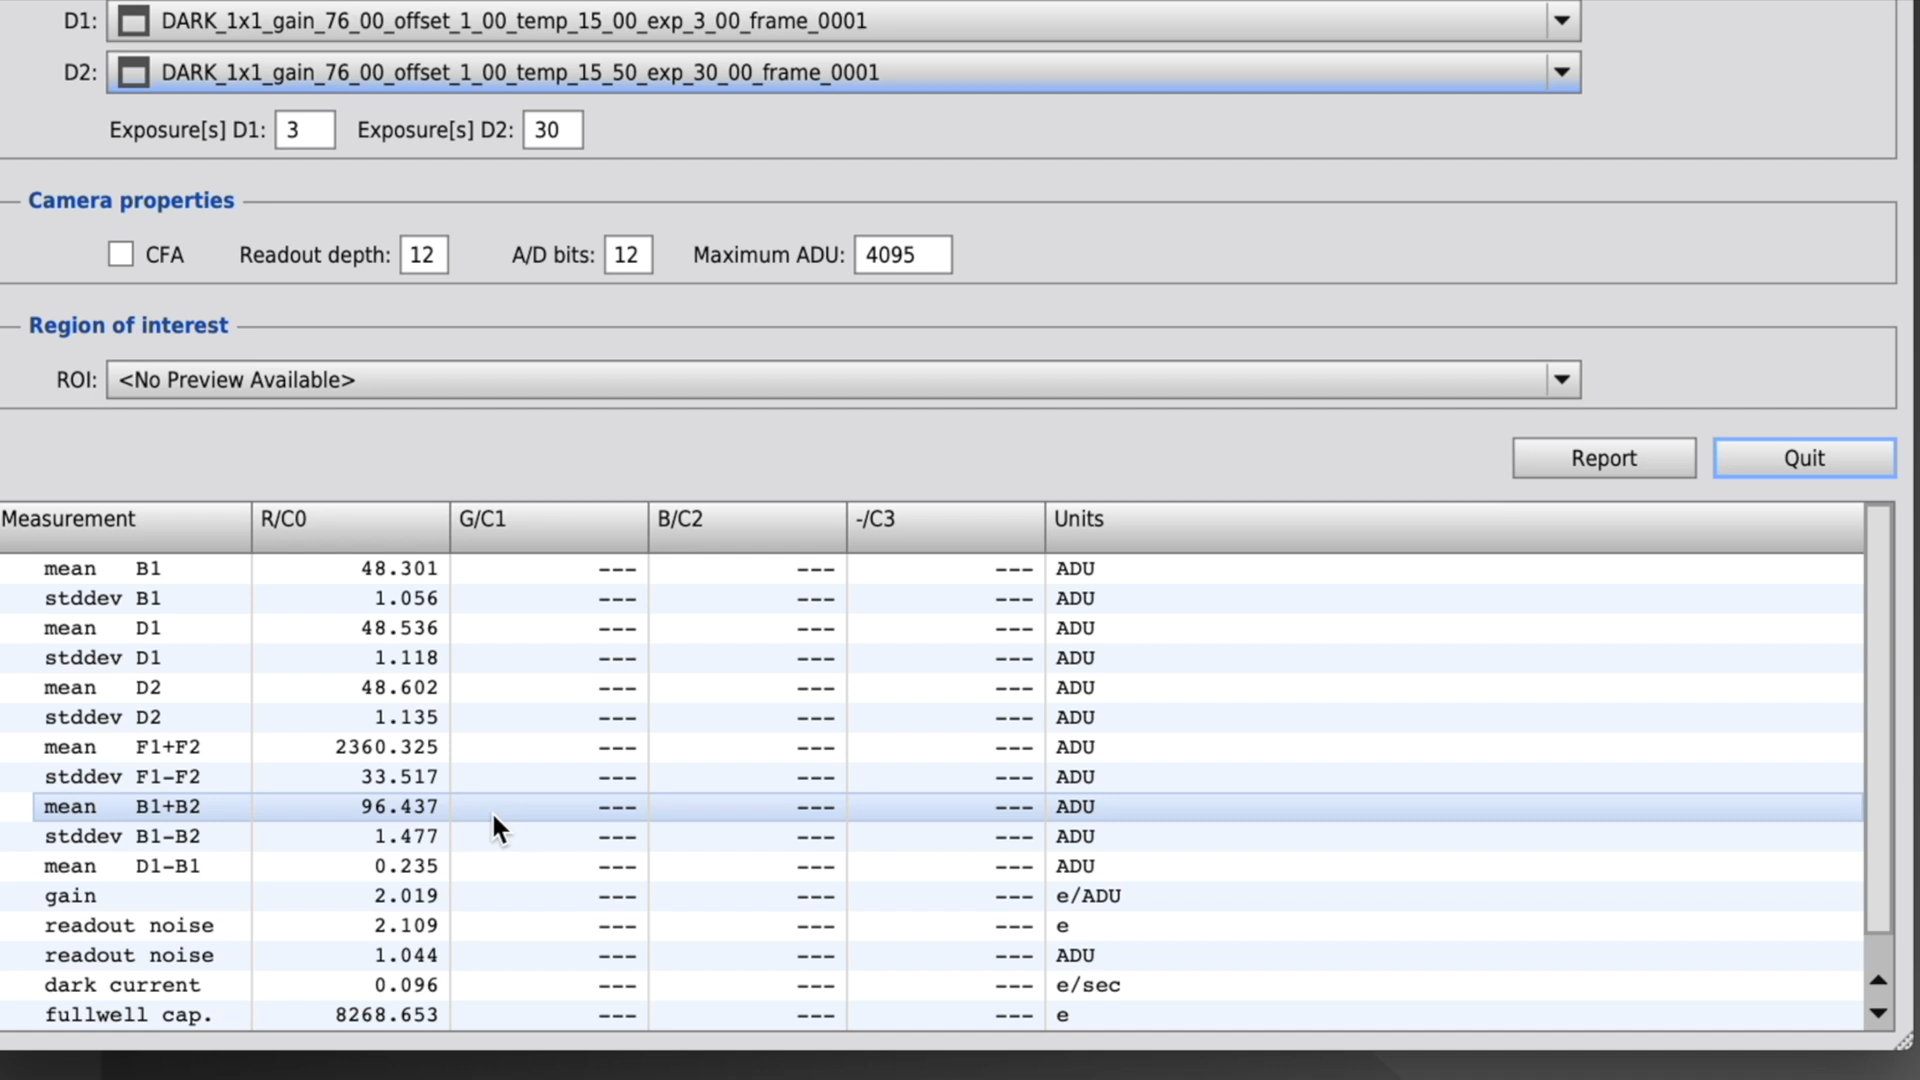 D1: DARK_1x1_gain_76_00_offset_1_00_temp_15_00_exp_3_00_frame_0001
D2: DARK_1x1_gain_76_00_offset_1_00_temp_15_50_exp_30_00_frame_0001
Exposure[s] D1: 3 Exposure[s] D2: 30
Camera properties
CFA Readout depth: 12 A/D bits: 12 Maximum ADU: 4095
Region of interest
ROI: <No Preview Available>
Report Quit
Measurement R/C0 G/C1 B/C2 -/C3 Units
mean B1 48.301 --- --- --- ADU
stddev B1 1.056 --- --- --- ADU
mean D1 48.536 --- --- --- ADU
stddev D1 1.118 --- --- --- ADU
mean D2 48.602 --- --- --- ADU
stddev D2 1.135 --- --- --- ADU
mean F1+F2 2360.325 --- --- --- ADU
stddev F1-F2 33.517 --- --- --- ADU
mean B1+B2 96.437 --- --- --- ADU
stddev B1-B2 1.477 --- --- --- ADU
mean D1-B1 0.235 --- --- --- ADU
gain 2.019 --- --- --- e/ADU
readout noise 2.109 --- --- --- e
readout noise 1.044 --- --- --- ADU
dark current 0.096 --- --- --- e/sec
fullwell cap. 8268.653 --- --- --- e